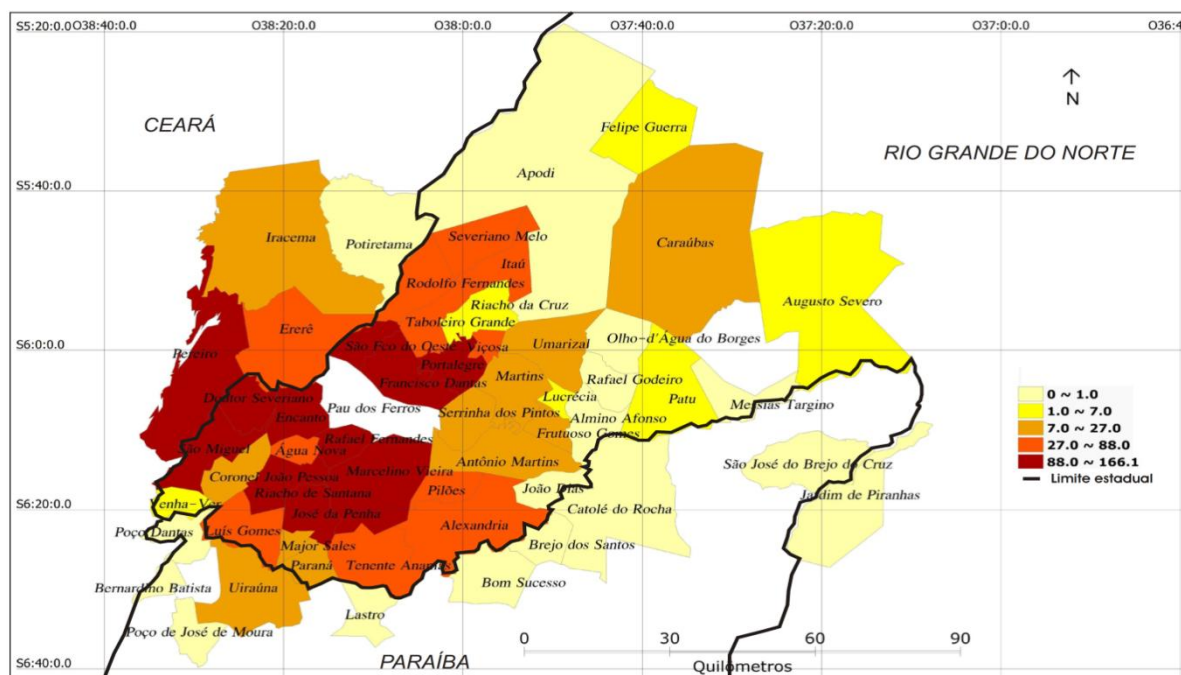 O38:40:0.0 O38:20:0.0 O38:0:0.0 O37:40:0.0 O37:20:0.0 O37:0:0.0 O36:4
S5:20:0.0
Felipe Guerra
CEARÁ
N
RIO GRANDE DO NORTE
Apodi
S5:40:0.0
Iracema
Potiretama
Severiano Melo
Caraúbas
Itaú
Rodolfo Fernandes
Riacho da Cruz
Augusto Severo
Taboleiro Grande
Ererê
Olho-d'Água do Borges
São Fco do Oeste
Viçosa
Umarizal
S6:0:0.0
Pereiro
Portalegre
Francisco Dantas
Martins
Rafael Godeiro
0 ~ 1.0
1.0 ~ 7.0
7.0 ~ 27.0
27.0 ~ 88.0
88.0 ~ 166.1
Limite estadual
Doutor Severiano
Lucrécia
Patu
Messias Targino
Pau dos Ferros
Serrinha dos Pintos
Almino Afonso
Encanto
Frutuoso Gomes
Rafael Fernandes
São Miguel
Água Nova
Antônio Martins
São José do Brejo do Cruz
Coronel João Pessoa
Marcelino Vieira
João Dias
Riacho de Santana
Pilões
Jardim de Piranhas
Venha-Ver
Catolé do Rocha
S6:20:0.0
José da Penha
Alexandria
Poço Dantas
Luís Gomes
Major Sales
Brejo dos Santos
Paraná
Tenente Ananias
Bernardino Batista
Uiraúna
Bom Sucesso
Lastro
Poço de José de Moura
0 30 60 90
Quilômetros
PARAÍBA
S6:40:0.0